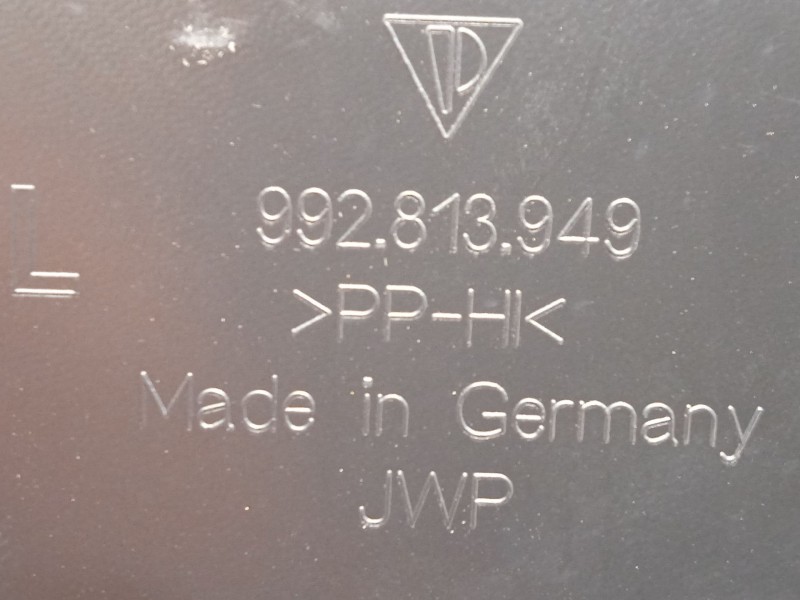 P
L
992.813.949
>PP-HI<
Made in Germany
JWP